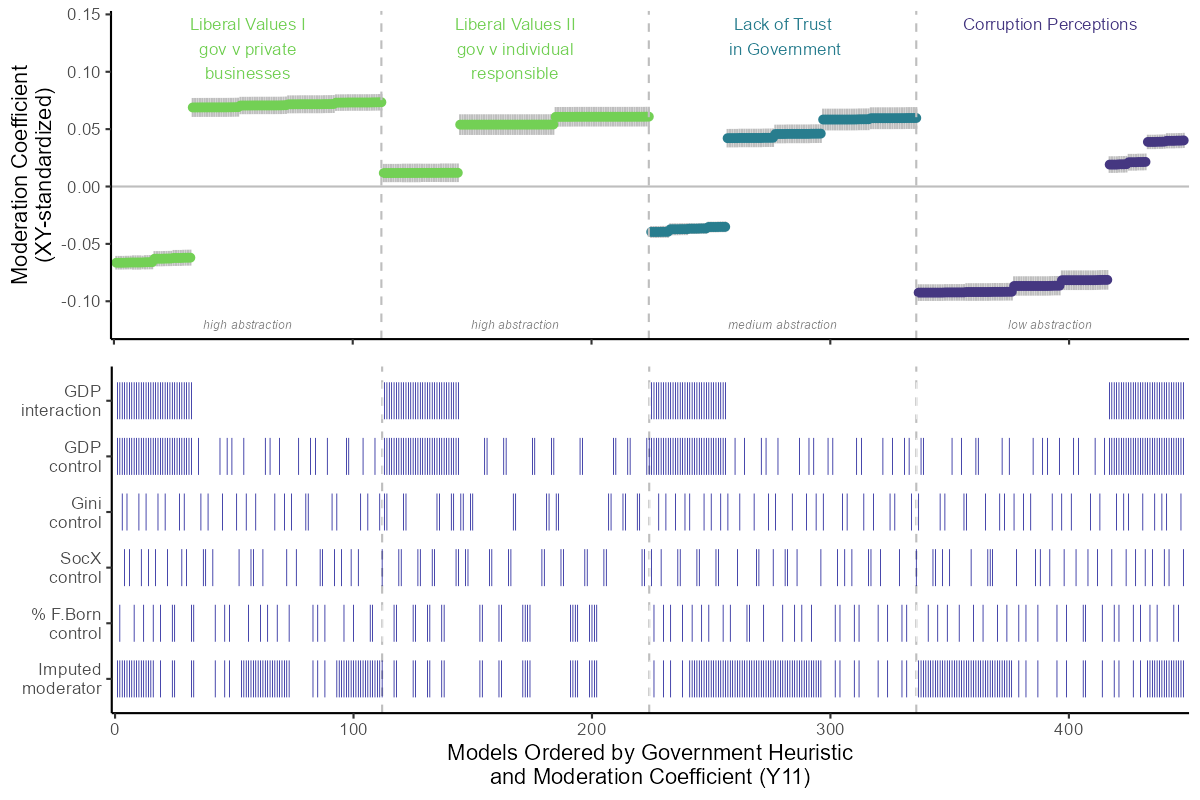 Liberal Values I
gov v private
businesses
Liberal Values II
gov v individual
responsible
Lack of Trust
in Government
Corruption Perceptions
Moderation Coefficient
(XY-standardized)
0.15
0.10
0.05
0.00
-0.05
-0.10
high abstraction
high abstraction
medium abstraction
low abstraction
GDP
interaction
GDP
control
Gini
control
SocX
control
% F.Born
control
Imputed
moderator
0
100
200
300
400
Models Ordered by Government Heuristic
and Moderation Coefficient (Y11)